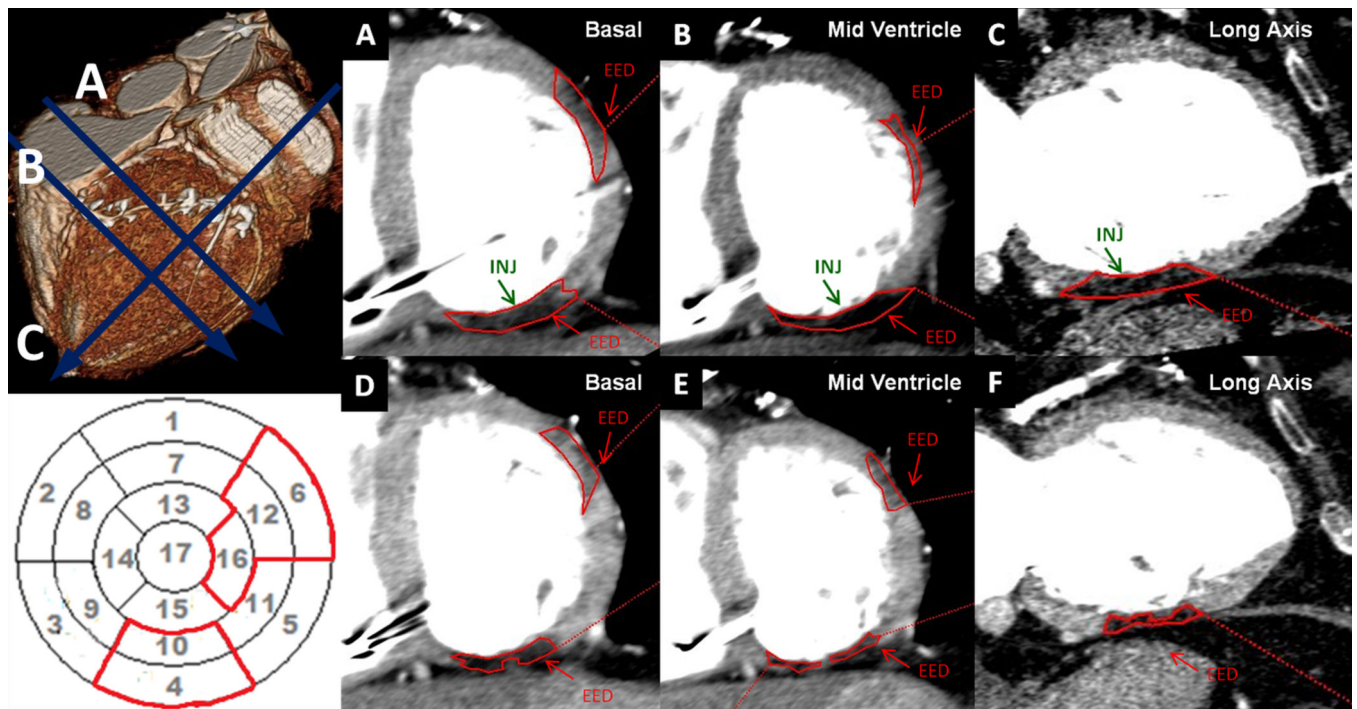 A
B
C
A
Basal
EED
INJ
EED
B
Mid Ventricle
EED
INJ
EED
C
Long Axis
INJ
EED
1
7
13
2
8
14
17
16
12
6
3
9
15
11
5
10
4
D
Basal
EED
EED
E
Mid Ventricle
EED
EED
F
Long Axis
EED